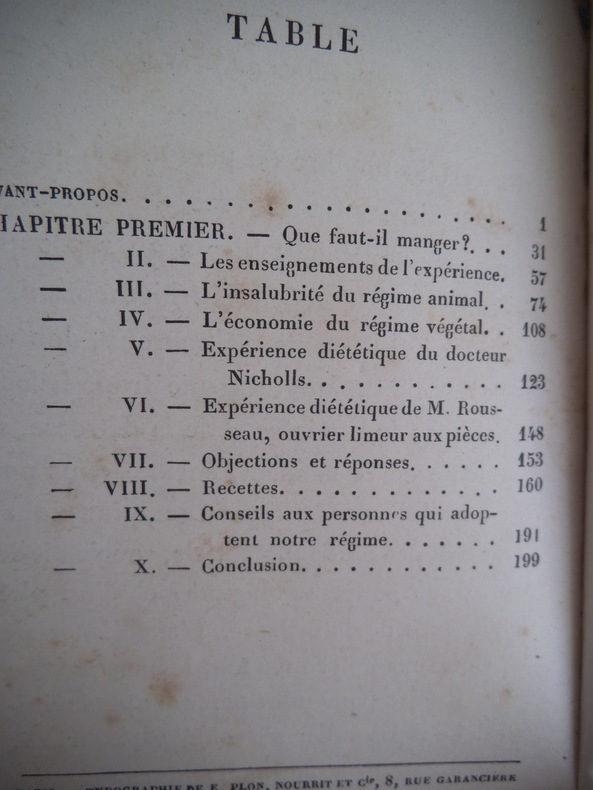 TABLE
VANT-PROPOS. . . . . . . . . . . . . . . . . . . . 1
HAPITRE PREMIER. — Que faut-il manger?. . . 31
— II. — Les enseignements de l'expérience. 57
— III. — L'insalubrité du régime animal. . 74
— IV. — L'économie du régime végétal. . 108
— V. — Expérience diététique du docteur
Nicholls. . . . . . . . . . . 123
— VI. — Expérience diététique de M. Rous-
seau, ouvrier limeur aux pièces. 148
— VII. — Objections et réponses. . . . . . 153
— VIII. — Recettes. . . . . . . . . . . . . 160
— IX. — Conseils aux personnes qui adop-
tent notre régime. . . . . . . 191
— X. — Conclusion. . . . . . . . . . . . 199
TYPOGRAPHIE DE E. PLON, NOURRIT ET Cie, 8, RUE GARANCIÈRE